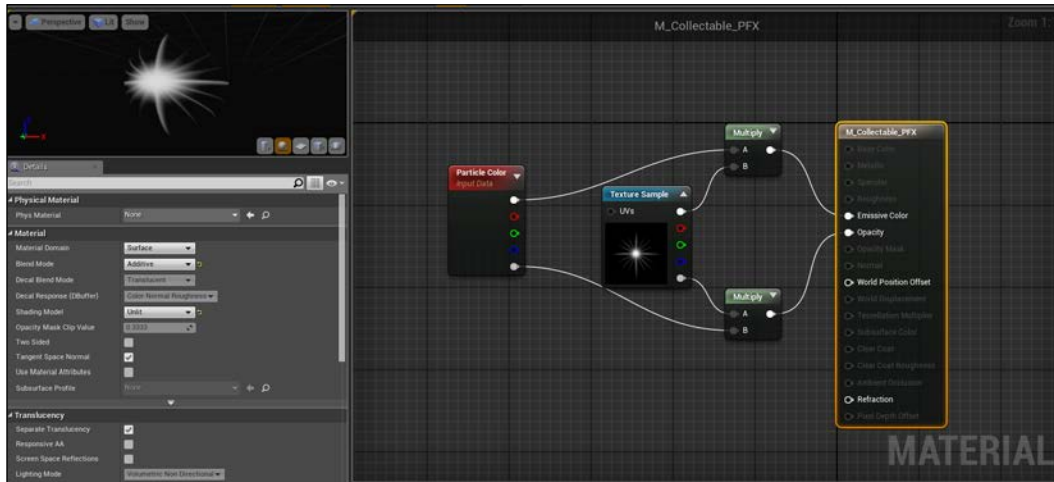 Perspective Lit Show
Details
Search
Physical Material
Phys Material None
Material
Material Domain Surface
Blend Mode Additive
Decal Blend Mode Translucent
Decal Response (DBuffer) Color Normal Roughness
Shading Model Unlit
Opacity Mask Clip Value 0.3333
Two Sided
Tangent Space Normal
Use Material Attributes
Subsurface Profile None
Translucency
Separate Translucency
Responsive AA
Screen Space Reflections
Lighting Mode Volumetric Non Directional
M_Collectable_PFX
Zoom 1:
Particle Color
Input Data
Texture Sample
UVs
Multiply
A
B
Multiply
A
B
M_Collectable_PFX
Base Color
Metallic
Specular
Roughness
Emissive Color
Opacity
Opacity Mask
Normal
World Position Offset
World Displacement
Tessellation Multiplier
Subsurface Color
Clear Coat
Clear Coat Roughness
Ambient Occlusion
Refraction
Pixel Depth Offset
MATERIAL